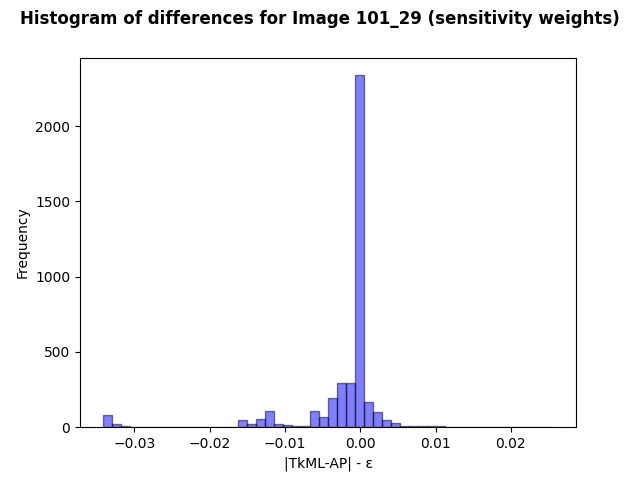 Histogram of differences for Image 101_29 (sensitivity weights)
2000
1500
1000
500
0
Frequency
−0.03 −0.02 −0.01 0.00 0.01 0.02
|TkML-AP| - ε